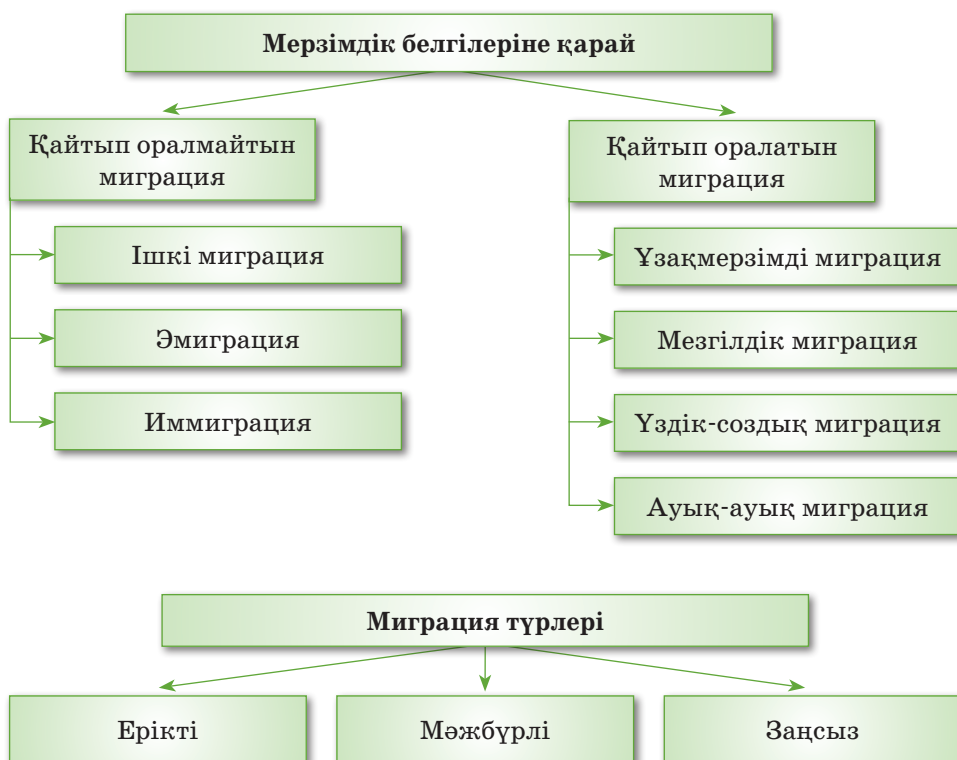 Мерзімдік белгілеріне қарай
Қайтып оралмайтын
миграция
Ішкі миграция
Эмиграция
Иммиграция
Қайтып оралатын
миграция
Ұзақмерзімді миграция
Мезгілдік миграция
Үздік-создық миграция
Ауық-ауық миграция
Миграция түрлері
Ерікті
Мәжбүрлі
Заңсыз